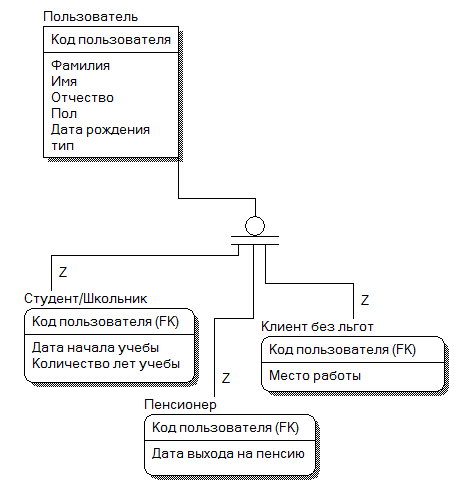 Пользователь
Код пользователя
Фамилия
Имя
Отчество
Пол
Дата рождения
тип
Z
Студент/Школьник
Код пользователя (FK)
Дата начала учебы
Количество лет учебы
Z
Клиент без льгот
Код пользователя (FK)
Место работы
Z
Пенсионер
Код пользователя (FK)
Дата выхода на пенсию